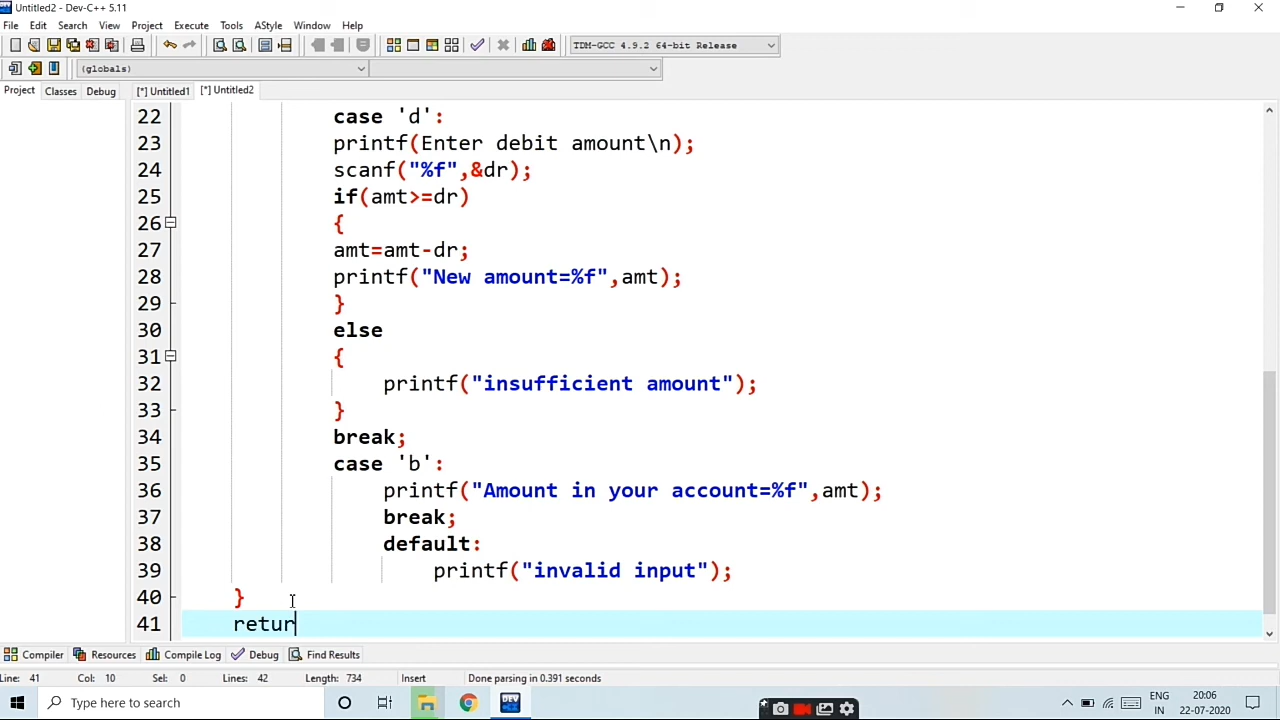 Untitled2 - Dev-C++ 5.11
File Edit Search View Project Execute Tools AStyle Window Help
TDM-GCC 4.9.2 64-bit Release
(globals)
Project Classes Debug [*] Untitled1 [*] Untitled2
22 case 'd':
23 printf(Enter debit amount\n);
24 scanf("%f",&dr);
25 if(amt>=dr)
26 {
27 amt=amt-dr;
28 printf("New amount=%f",amt);
29 }
30 else
31 {
32 printf("insufficient amount");
33 }
34 break;
35 case 'b':
36 printf("Amount in your account=%f",amt);
37 break;
38 default:
39 printf("invalid input");
40 }
41 retur
Compiler Resources Compile Log Debug Find Results
Line: 41 Col: 10 Sel: 0 Lines: 42 Length: 734 Insert Done parsing in 0.391 seconds
Type here to search
DEV
ENG 20:06
IN 22-07-2020